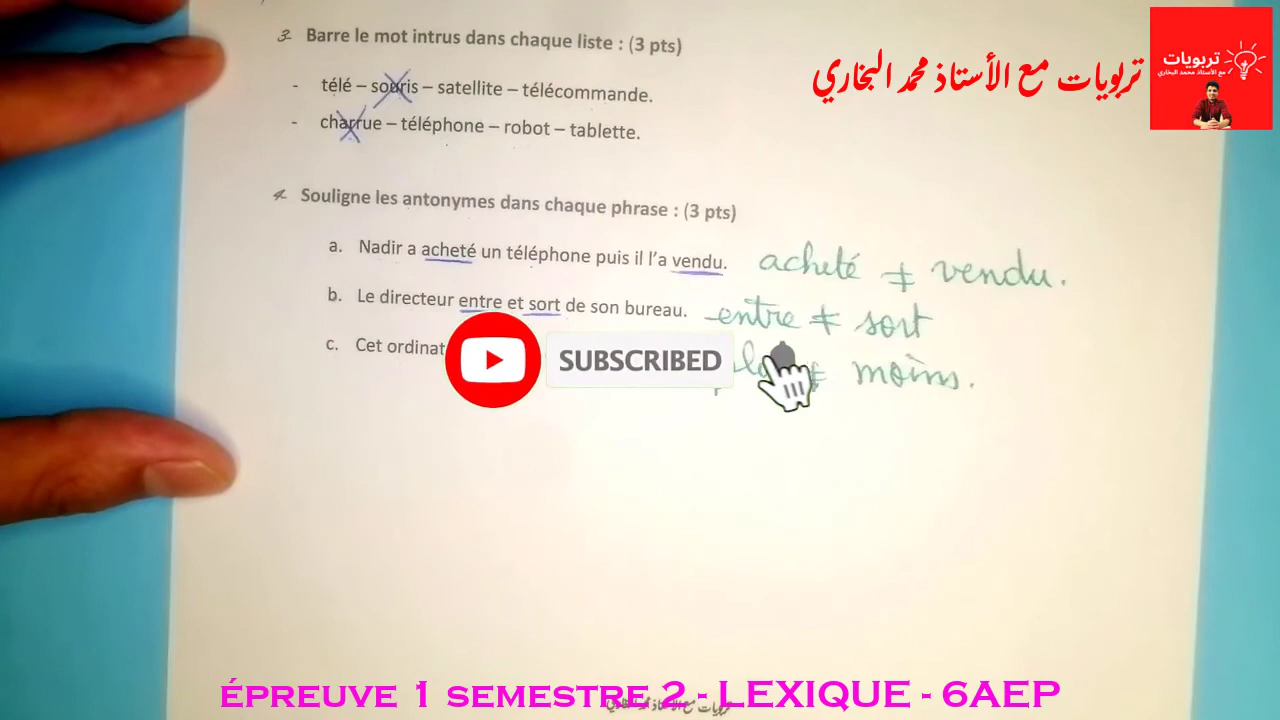 3. Barre le mot intrus dans chaque liste : (3 pts)
- télé – souris – satellite – télécommande.
- charrue – téléphone – robot – tablette.
تربويات مع الأستاذ محمد البخاري
تربويات
مع الاستاذ محمد البخاري
4. Souligne les antonymes dans chaque phrase : (3 pts)
a. Nadir a acheté un téléphone puis il l'a vendu. acheté ≠ vendu.
b. Le directeur entre et sort de son bureau. entre ≠ sort
c. Cet ordinat ≠ moins.
SUBSCRIBED
ÉPREUVE 1 SEMESTRE 2 - LEXIQUE - 6AEP